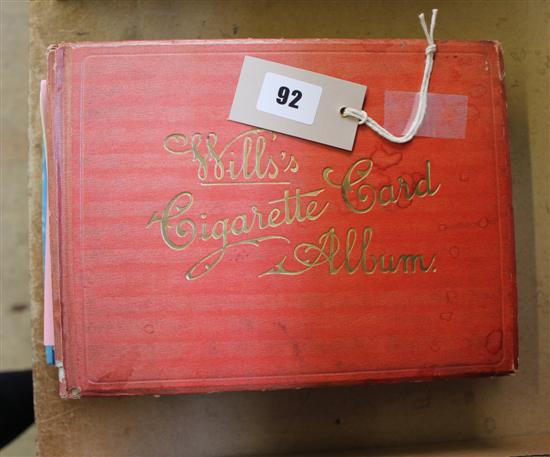 92
Wills's
Cigarette Card
Album.